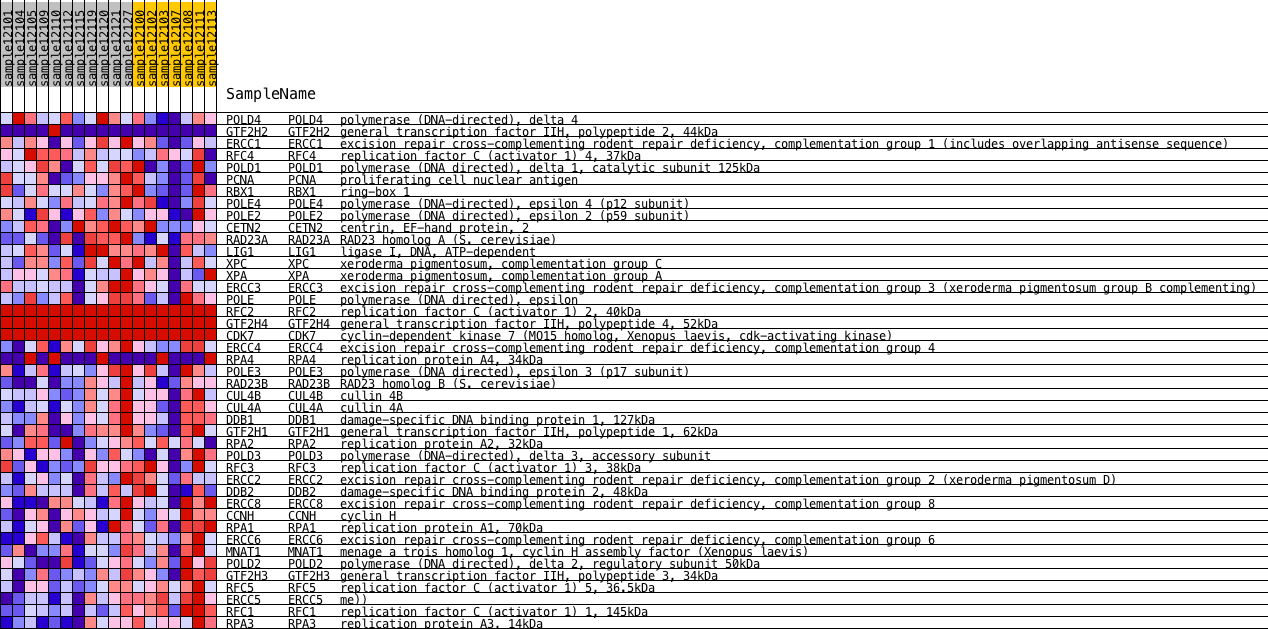 sample12101
sample12104
sample12105
sample12109
sample12110
sample12112
sample12115
sample12119
sample12120
sample12121
sample12127
sample12100
sample12102
sample12103
sample12107
sample12108
sample12111
sample12113
SampleName
POLD4 POLD4 polymerase (DNA-directed), delta 4
GTF2H2 GTF2H2 general transcription factor IIH, polypeptide 2, 44kDa
ERCC1 ERCC1 excision repair cross-complementing rodent repair deficiency, complementation group 1 (includes overlapping antisense sequence)
RFC4 RFC4 replication factor C (activator 1) 4, 37kDa
POLD1 POLD1 polymerase (DNA directed), delta 1, catalytic subunit 125kDa
PCNA PCNA proliferating cell nuclear antigen
RBX1 RBX1 ring-box 1
POLE4 POLE4 polymerase (DNA-directed), epsilon 4 (p12 subunit)
POLE2 POLE2 polymerase (DNA directed), epsilon 2 (p59 subunit)
CETN2 CETN2 centrin, EF-hand protein, 2
RAD23A RAD23A RAD23 homolog A (S. cerevisiae)
LIG1 LIG1 ligase I, DNA, ATP-dependent
XPC XPC xeroderma pigmentosum, complementation group C
XPA XPA xeroderma pigmentosum, complementation group A
ERCC3 ERCC3 excision repair cross-complementing rodent repair deficiency, complementation group 3 (xeroderma pigmentosum group B complementing)
POLE POLE polymerase (DNA directed), epsilon
RFC2 RFC2 replication factor C (activator 1) 2, 40kDa
GTF2H4 GTF2H4 general transcription factor IIH, polypeptide 4, 52kDa
CDK7 CDK7 cyclin-dependent kinase 7 (MO15 homolog, Xenopus laevis, cdk-activating kinase)
ERCC4 ERCC4 excision repair cross-complementing rodent repair deficiency, complementation group 4
RPA4 RPA4 replication protein A4, 34kDa
POLE3 POLE3 polymerase (DNA directed), epsilon 3 (p17 subunit)
RAD23B RAD23B RAD23 homolog B (S. cerevisiae)
CUL4B CUL4B cullin 4B
CUL4A CUL4A cullin 4A
DDB1 DDB1 damage-specific DNA binding protein 1, 127kDa
GTF2H1 GTF2H1 general transcription factor IIH, polypeptide 1, 62kDa
RPA2 RPA2 replication protein A2, 32kDa
POLD3 POLD3 polymerase (DNA-directed), delta 3, accessory subunit
RFC3 RFC3 replication factor C (activator 1) 3, 38kDa
ERCC2 ERCC2 excision repair cross-complementing rodent repair deficiency, complementation group 2 (xeroderma pigmentosum D)
DDB2 DDB2 damage-specific DNA binding protein 2, 48kDa
ERCC8 ERCC8 excision repair cross-complementing rodent repair deficiency, complementation group 8
CCNH CCNH cyclin H
RPA1 RPA1 replication protein A1, 70kDa
ERCC6 ERCC6 excision repair cross-complementing rodent repair deficiency, complementation group 6
MNAT1 MNAT1 menage a trois homolog 1, cyclin H assembly factor (Xenopus laevis)
POLD2 POLD2 polymerase (DNA directed), delta 2, regulatory subunit 50kDa
GTF2H3 GTF2H3 general transcription factor IIH, polypeptide 3, 34kDa
RFC5 RFC5 replication factor C (activator 1) 5, 36.5kDa
ERCC5 ERCC5 me))
RFC1 RFC1 replication factor C (activator 1) 1, 145kDa
RPA3 RPA3 replication protein A3, 14kDa